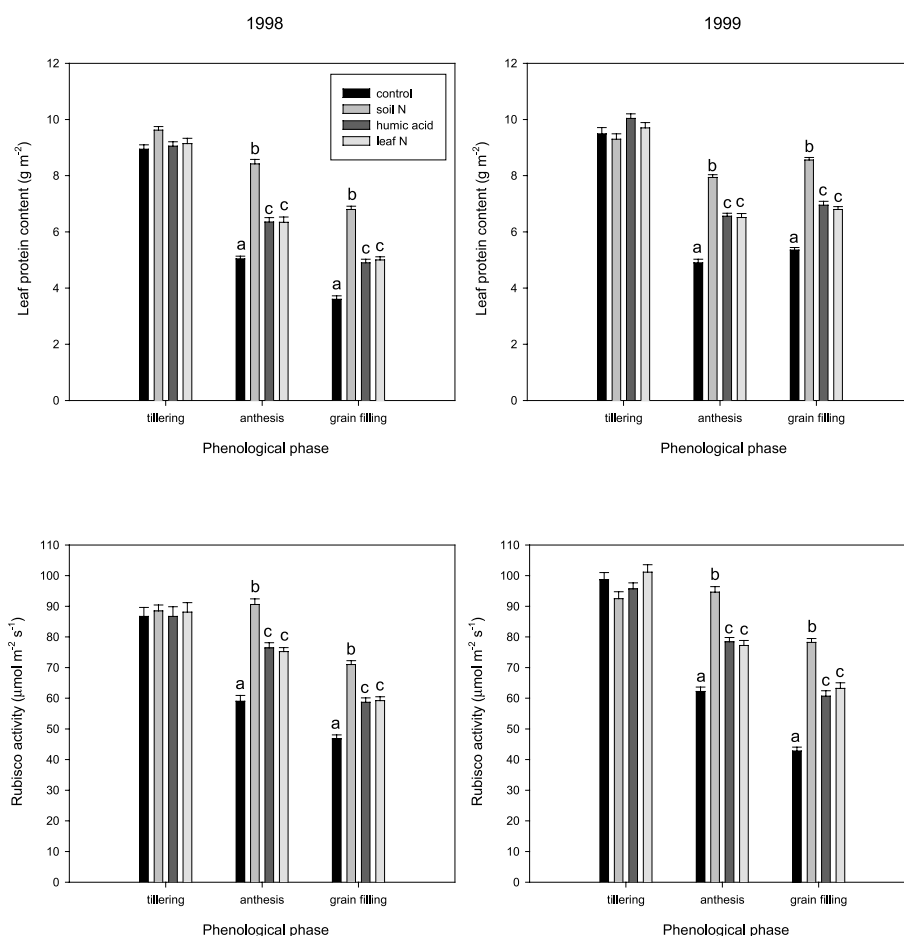 1998
1999
12
10
8
6
4
2
0
Leaf protein content (g m⁻²)
control
soil N
humic acid
leaf N
a
b
c
c
a
b
c
c
tillering
anthesis
grain filling
Phenological phase
12
10
8
6
4
2
0
Leaf protein content (g m⁻²)
a
b
c
c
a
b
c
c
tillering
anthesis
grain filling
Phenological phase
110
100
90
80
70
60
50
40
30
20
10
0
Rubisco activity (μmol m⁻² s⁻¹)
a
b
c
c
a
b
c
c
tillering
anthesis
grain filling
Phenological phase
110
100
90
80
70
60
50
40
30
20
10
0
Rubisco activity (μmol m⁻² s⁻¹)
a
b
c
c
a
b
c
c
tillering
anthesis
grain filling
Phenological phase